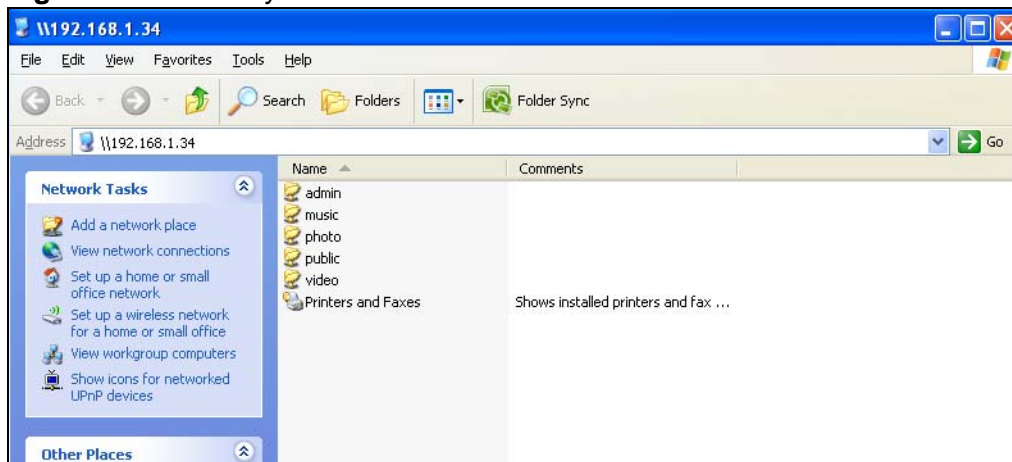 \\192.168.1.34
File Edit View Favorites Tools Help
Back Search Folders Folder Sync
Address \\192.168.1.34 Go
Name Comments
Network Tasks
Add a network place
View network connections
Set up a home or small
office network
Set up a wireless network
for a home or small office
View workgroup computers
Show icons for networked
UPnP devices
Other Places
admin
music
photo
public
video
Printers and Faxes Shows installed printers and fax ...